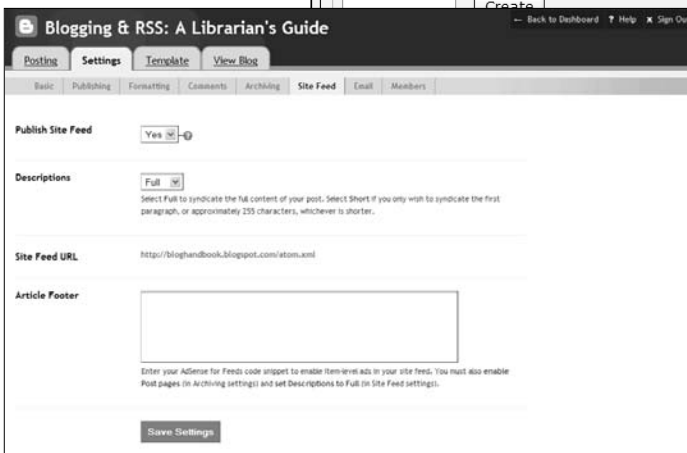 Create
Blogging & RSS: A Librarian's Guide
← Back to Dashboard ? Help x Sign Ou
Posting Settings Template View Blog
Basic Publishing Formatting Comments Archiving Site Feed Email Members
Publish Site Feed Yes ?
Descriptions Full
Select Full to syndicate the full content of your post. Select Short if you only wish to syndicate the first
paragraph, or approximately 255 characters, whichever is shorter.
Site Feed URL http://bloghandbook.blogspot.com/atom.xml
Article Footer
Enter your AdSense for Feeds code snippet to enable item-level ads in your site feed. You must also enable
Post pages (in Archiving settings) and set Descriptions to Full (in Site Feed settings).
Save Settings